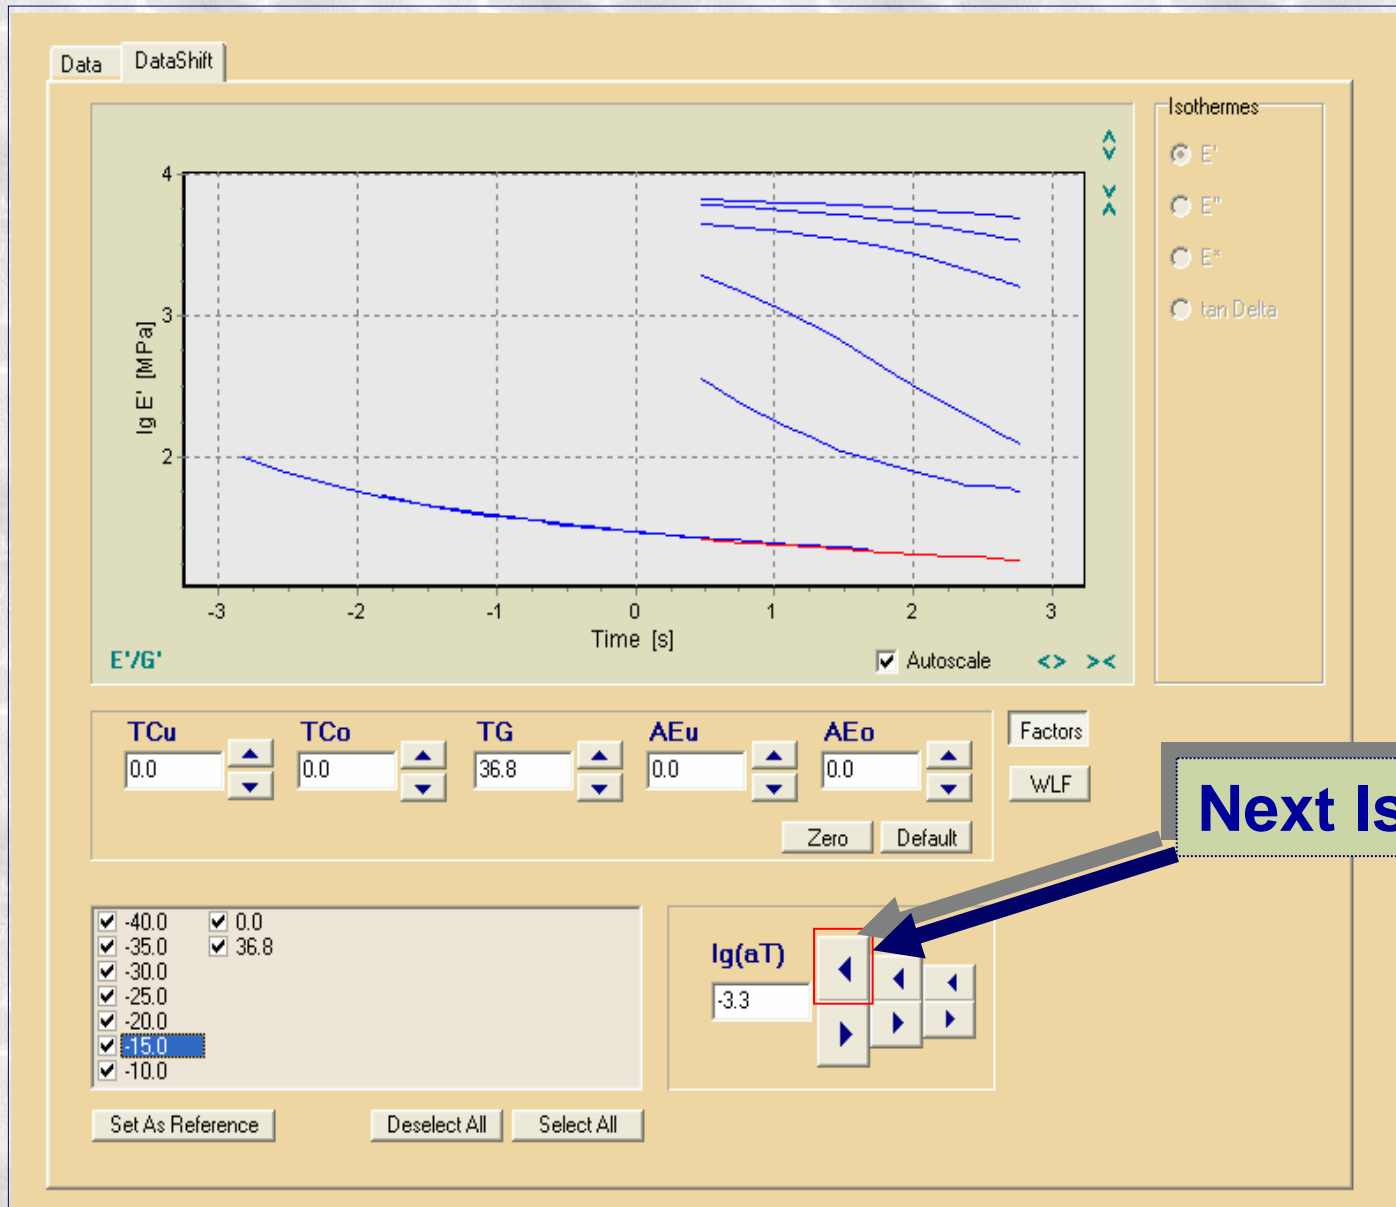 Data DataShift
Isothermes
E'
E"
E*
tan Delta
4
3
2
lg E' [MPa]
-3 -2 -1 0 1 2 3
Time [s]
E'/G'
Autoscale <> ><
TCu TCo TG AEu AEo
0.0 0.0 36.8 0.0 0.0
Factors
WLF
Zero Default
Next Is
-40.0 0.0
-35.0 36.8
-30.0
-25.0
-20.0
-15.0
-10.0
lg(aT)
-3.3
Set As Reference Deselect All Select All